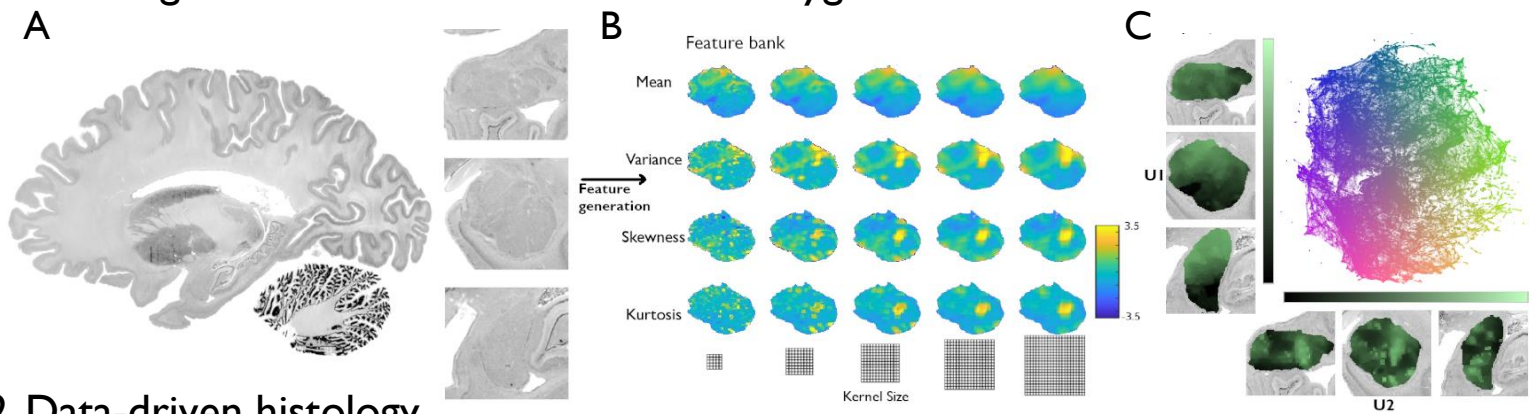 A
B
C
Feature bank
Mean
Variance
Skewness
Kurtosis
Feature
generation
3.5
-3.5
Kernel Size
U1
U2
Data-driven histology